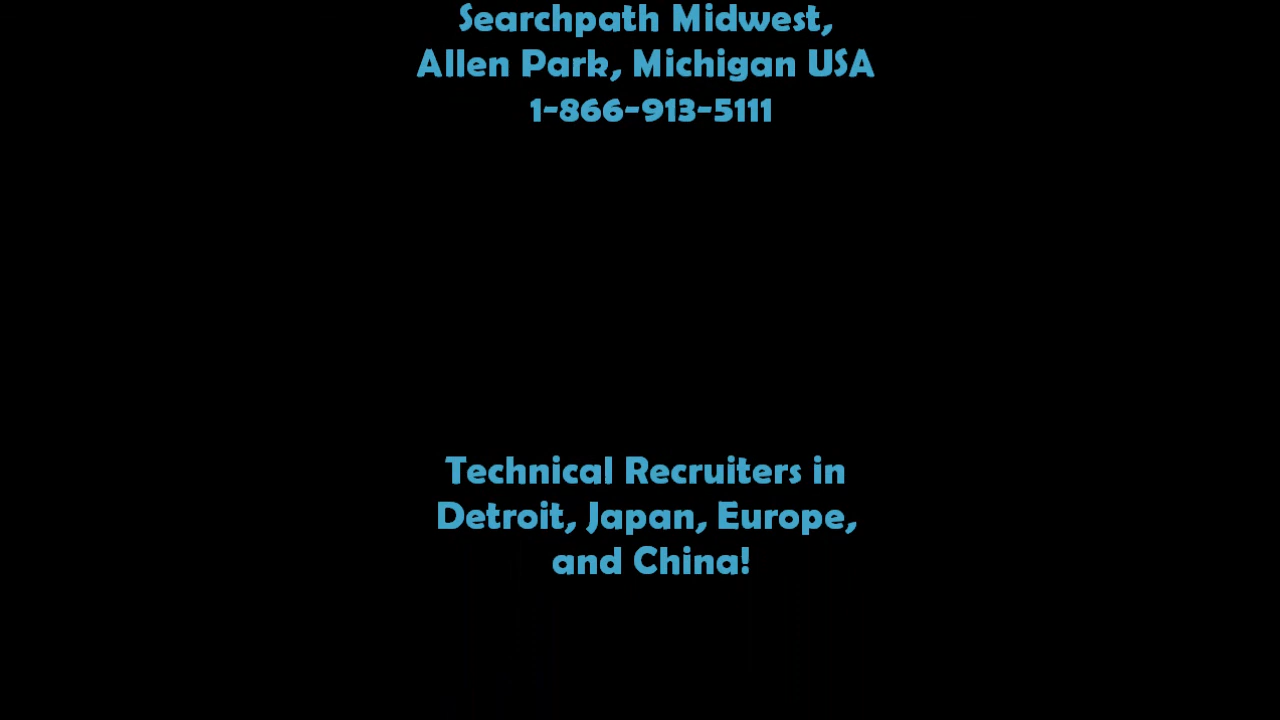 Searchpath Midwest,
Allen Park, Michigan USA
1-866-913-5111
Technical Recruiters in
Detroit, Japan, Europe,
and China!